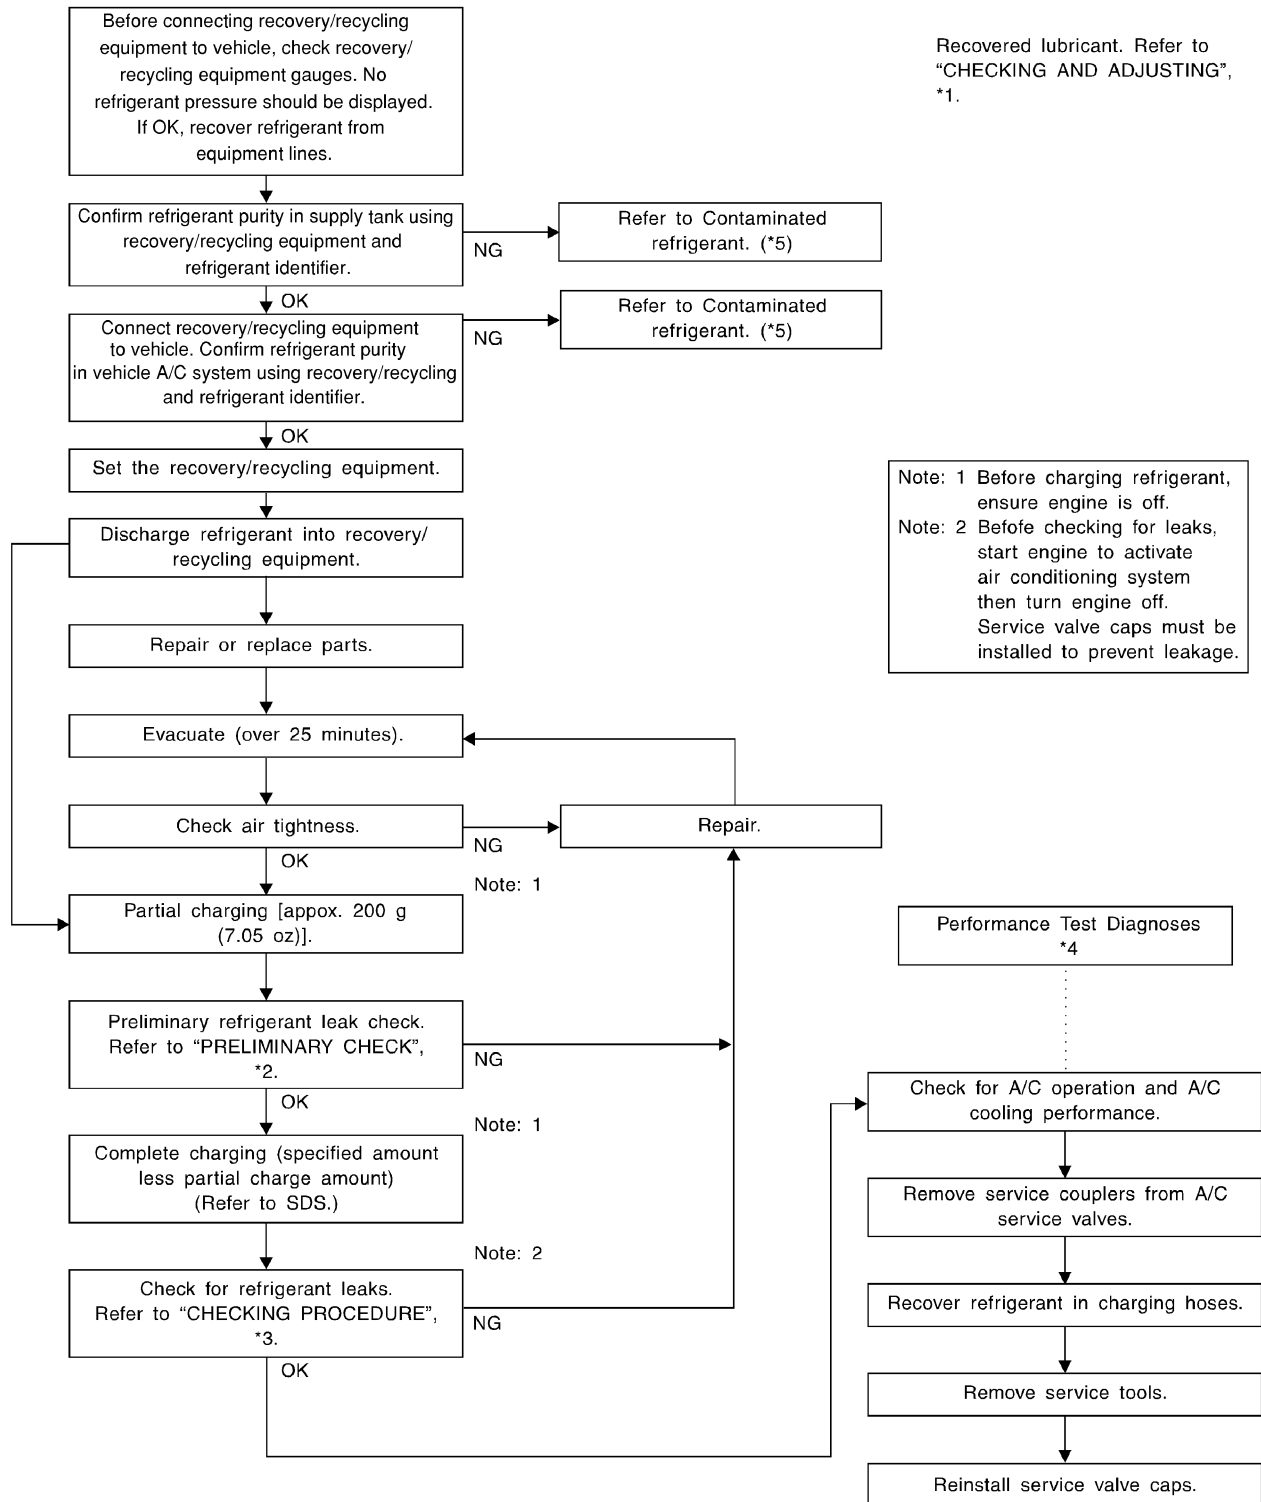 Before connecting recovery/recycling
equipment to vehicle, check recovery/
recycling equipment gauges. No
refrigerant pressure should be displayed.
If OK, recover refrigerant from
equipment lines.
Recovered lubricant. Refer to
“CHECKING AND ADJUSTING”,
*1.
Confirm refrigerant purity in supply tank using
recovery/recycling equipment and
refrigerant identifier.
NG
Refer to Contaminated
refrigerant. (*5)
OK
Connect recovery/recycling equipment
to vehicle. Confirm refrigerant purity
in vehicle A/C system using recovery/recycling
and refrigerant identifier.
NG
Refer to Contaminated
refrigerant. (*5)
OK
Set the recovery/recycling equipment.
Note: 1 Before charging refrigerant,
ensure engine is off.
Note: 2 Befofe checking for leaks,
start engine to activate
air conditioning system
then turn engine off.
Service valve caps must be
installed to prevent leakage.
Discharge refrigerant into recovery/
recycling equipment.
Repair or replace parts.
Evacuate (over 25 minutes).
Check air tightness.
NG
Repair.
OK
Note: 1
Partial charging [appox. 200 g
(7.05 oz)].
Preliminary refrigerant leak check.
Refer to “PRELIMINARY CHECK”,
*2.
NG
OK
Note: 1
Complete charging (specified amount
less partial charge amount)
(Refer to SDS.)
Note: 2
Check for refrigerant leaks.
Refer to “CHECKING PROCEDURE”,
*3.
NG
OK
Performance Test Diagnoses
*4
Check for A/C operation and A/C
cooling performance.
Remove service couplers from A/C
service valves.
Recover refrigerant in charging hoses.
Remove service tools.
Reinstall service valve caps.